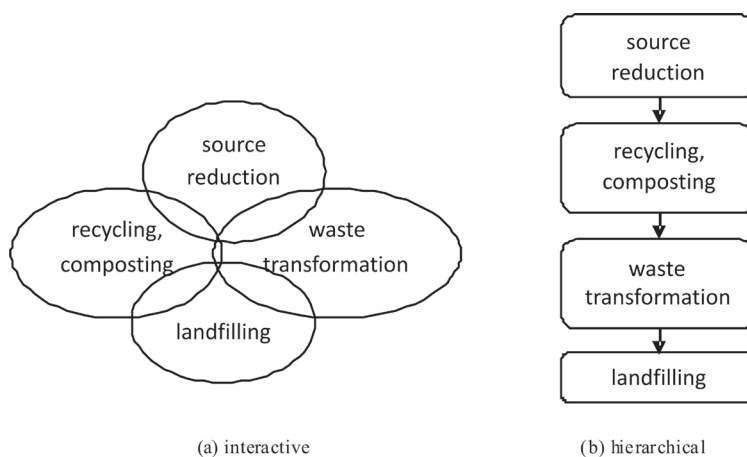 source
reduction
recycling,
composting
waste
transformation
landfilling
(a) interactive
source
reduction
recycling,
composting
waste
transformation
landfilling
(b) hierarchical